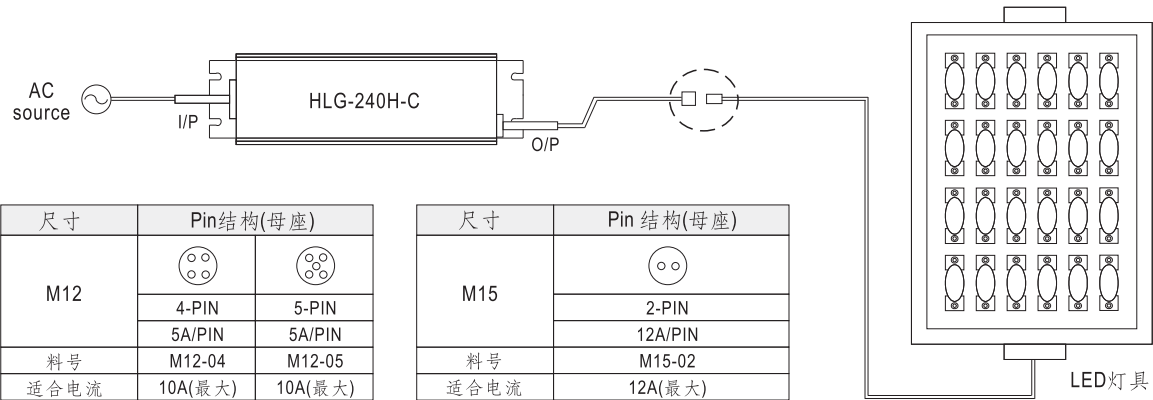 AC
source
I/P
HLG-240H-C
O/P
LED灯具
尺寸 Pin结构(母座)
M12
4-PIN 5-PIN
5A/PIN 5A/PIN
料号 M12-04 M12-05
适合电流 10A(最大) 10A(最大)
尺寸 Pin 结构(母座)
M15
2-PIN
12A/PIN
料号 M15-02
适合电流 12A(最大)